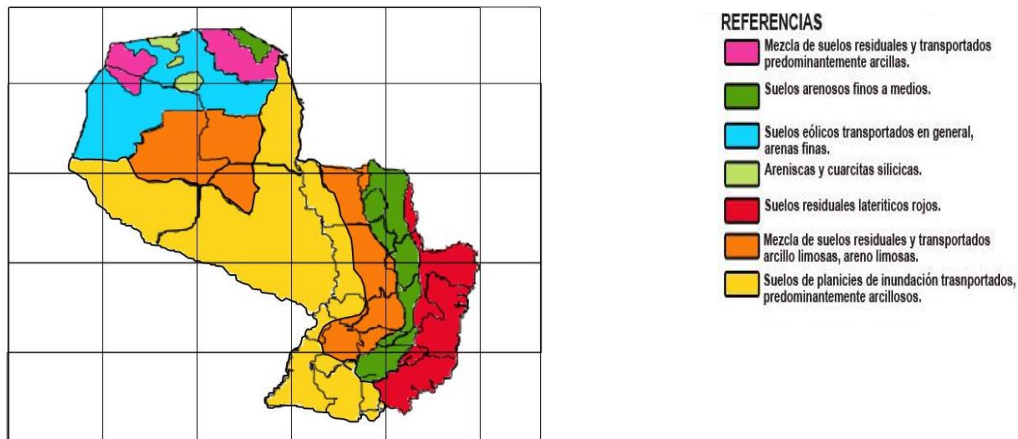 REFERENCIAS
Mezcla de suelos residuales y transportados
predominantemente arcillas.
Suelos arenosos finos a medios.
Suelos eólicos transportados en general,
arenas finas.
Areniscas y cuarcitas silicicas.
Suelos residuales lateriticos rojos.
Mezcla de suelos residuales y transportados
arcillo limosas, areno limosas.
Suelos de planicies de inundación trasnportados,
predominantemente arcillosos.